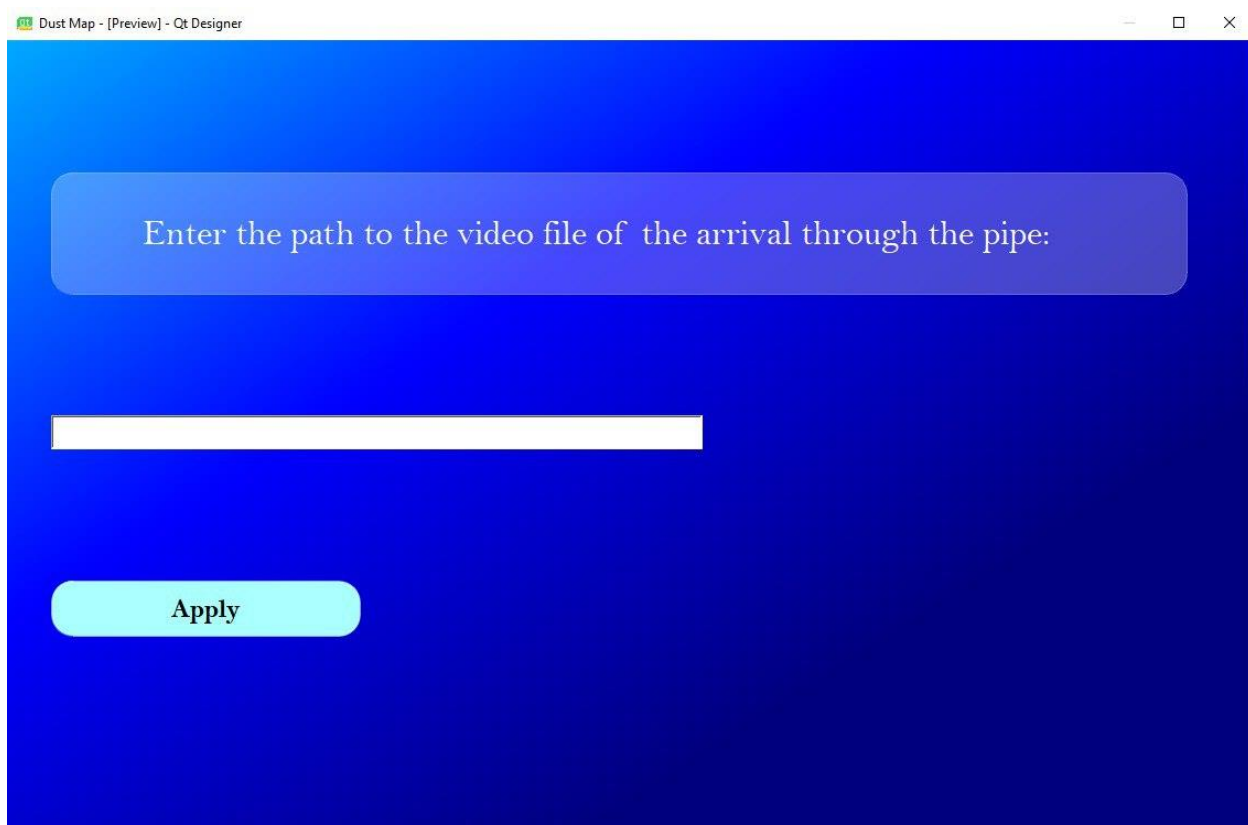 Dust Map - [Preview] - Qt Designer
Enter the path to the video file of  the arrival through the pipe:
Apply